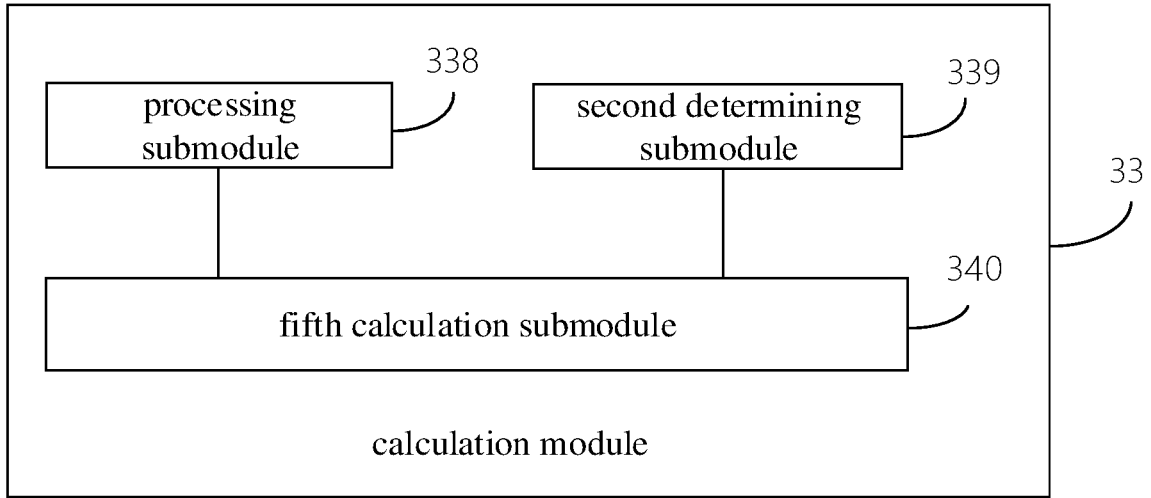 338
processing
submodule
339
second determining
submodule
33
340
fifth calculation submodule
calculation module